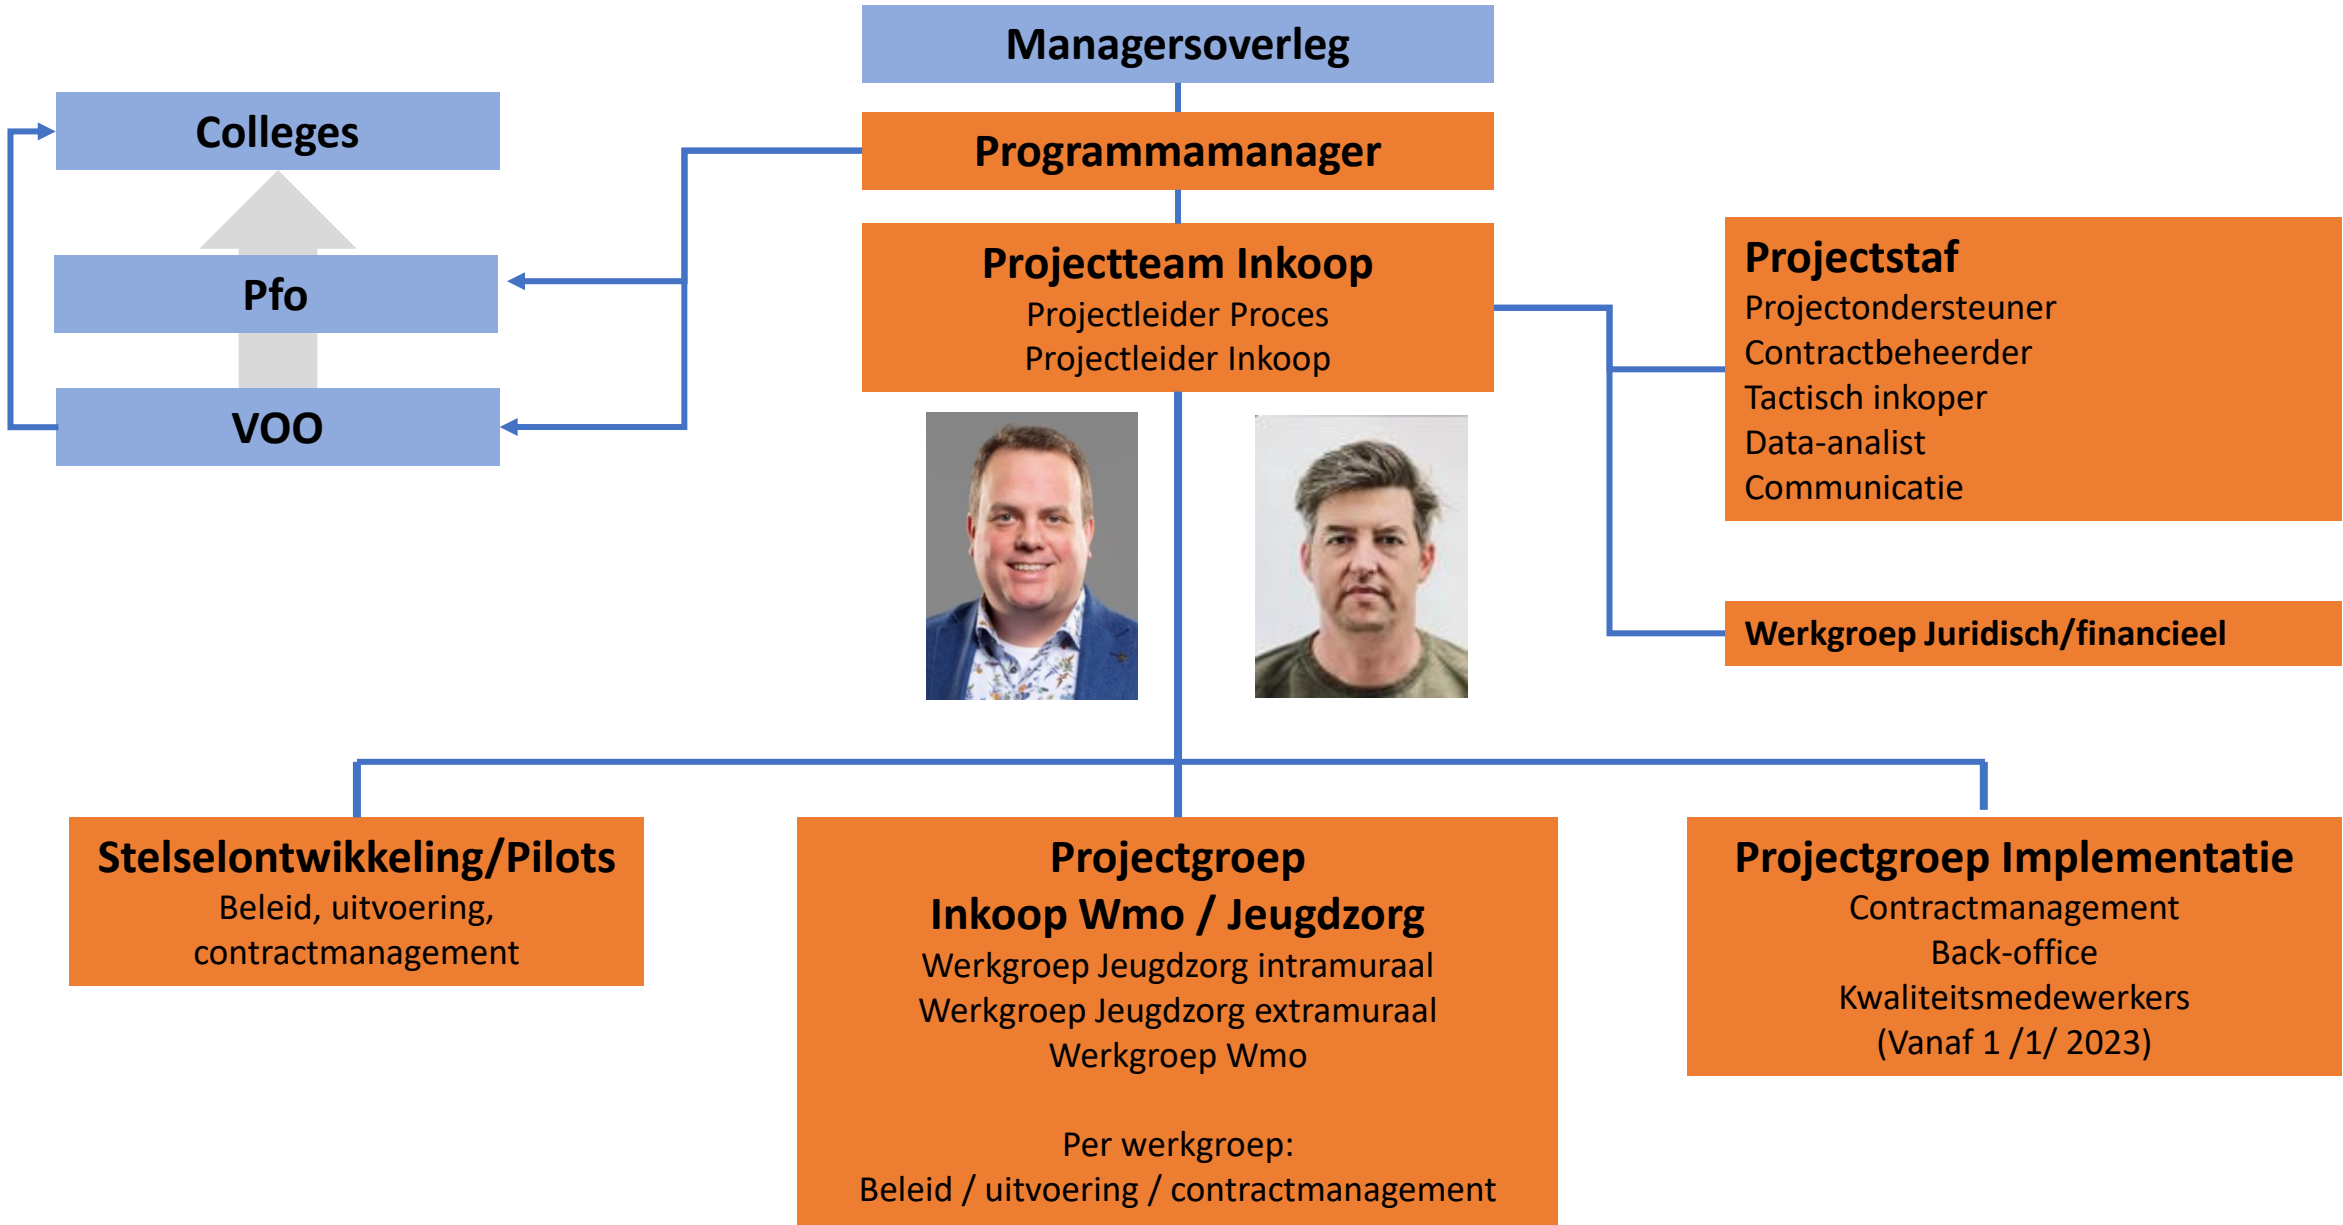 Managersoverleg
Colleges
Programmamanager
Pfo
VOO
Projectteam Inkoop
Projectleider Proces
Projectleider Inkoop
Projectstaf
Projectondersteuner
Contractbeheerder
Tactisch inkoper
Data-analist
Communicatie
Werkgroep Juridisch/financieel
Stelselontwikkeling/Pilots
Beleid, uitvoering,
contractmanagement
Projectgroep
Inkoop Wmo / Jeugdzorg
Werkgroep Jeugdzorg intramuraal
Werkgroep Jeugdzorg extramuraal
Werkgroep Wmo
Per werkgroep:
Beleid / uitvoering / contractmanagement
Projectgroep Implementatie
Contractmanagement
Back-office
Kwaliteitsmedewerkers
(Vanaf 1 /1/ 2023)